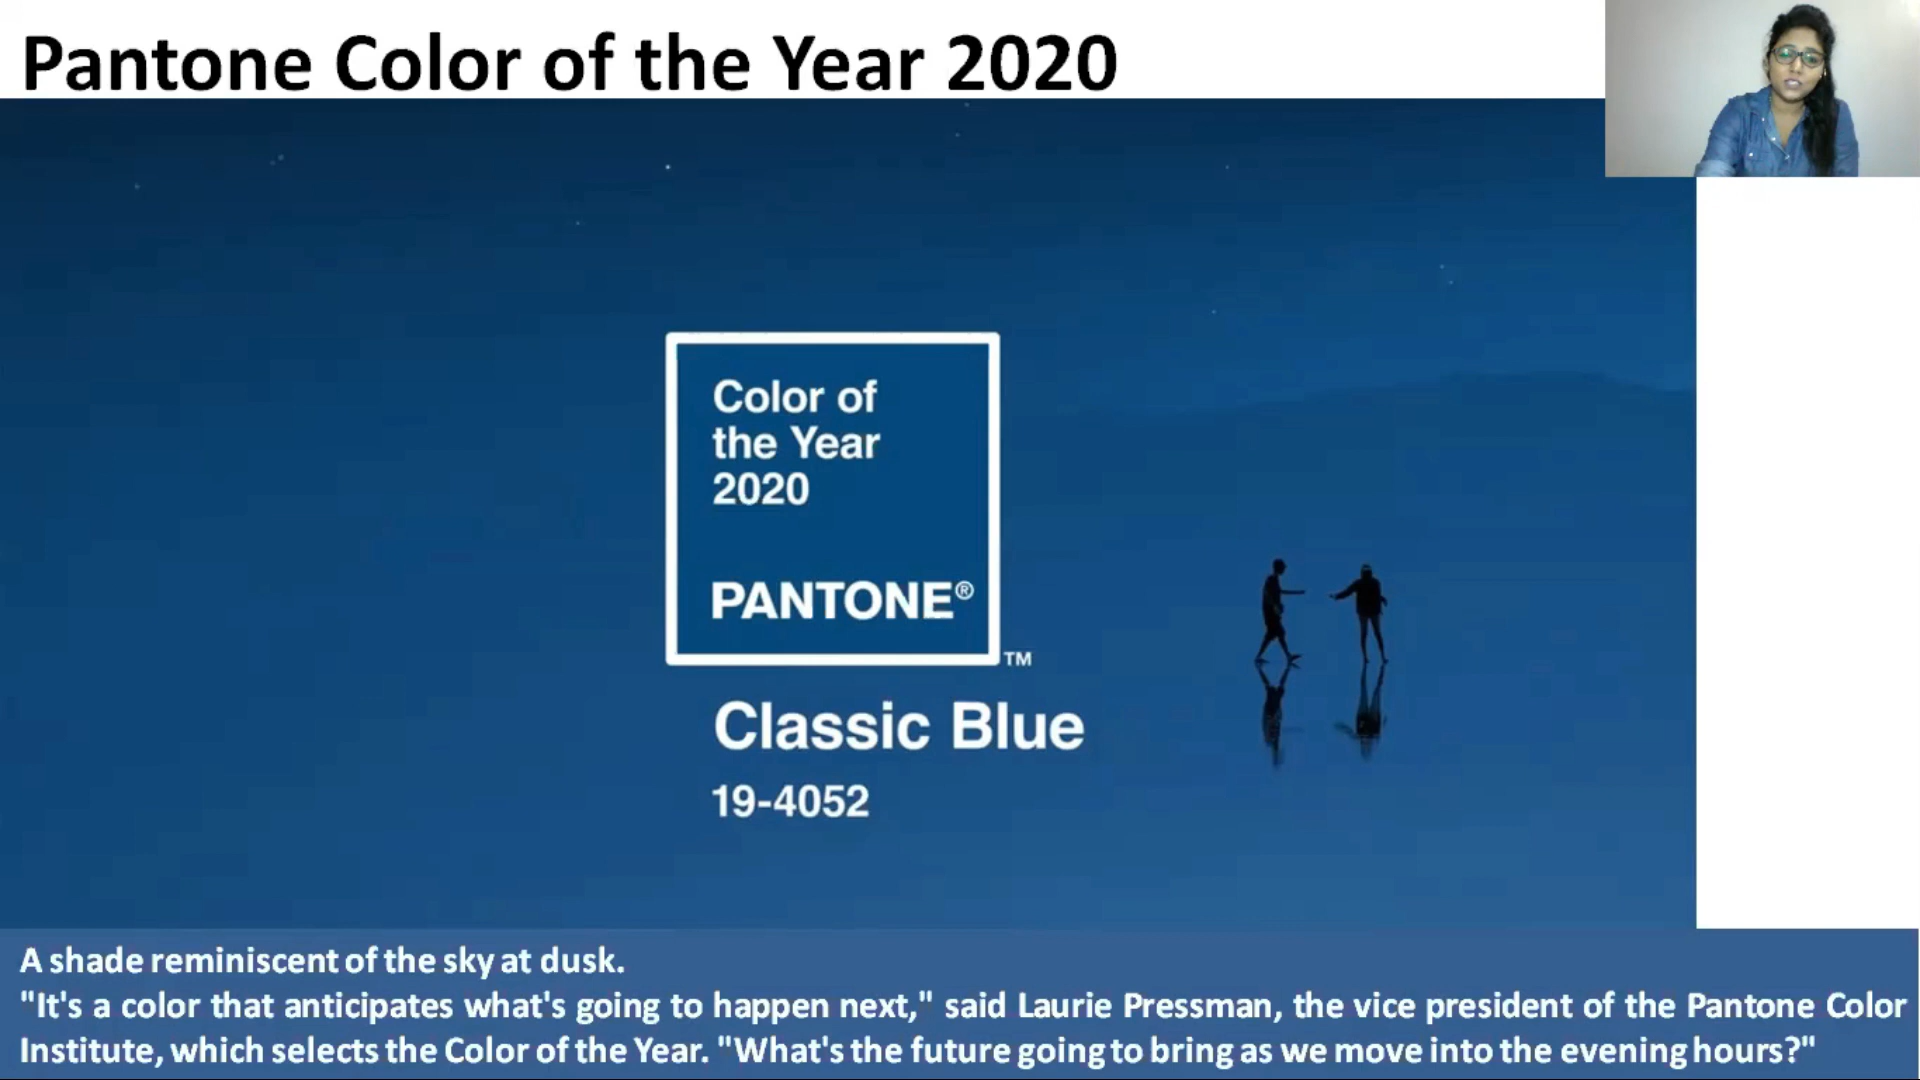 Pantone Color of the Year 2020
Color of
the Year
2020
PANTONE®
TM
Classic Blue
19-4052
A shade reminiscent of the sky at dusk.
"It's a color that anticipates what's going to happen next," said Laurie Pressman, the vice president of the Pantone Color
Institute, which selects the Color of the Year. "What's the future going to bring as we move into the evening hours?"